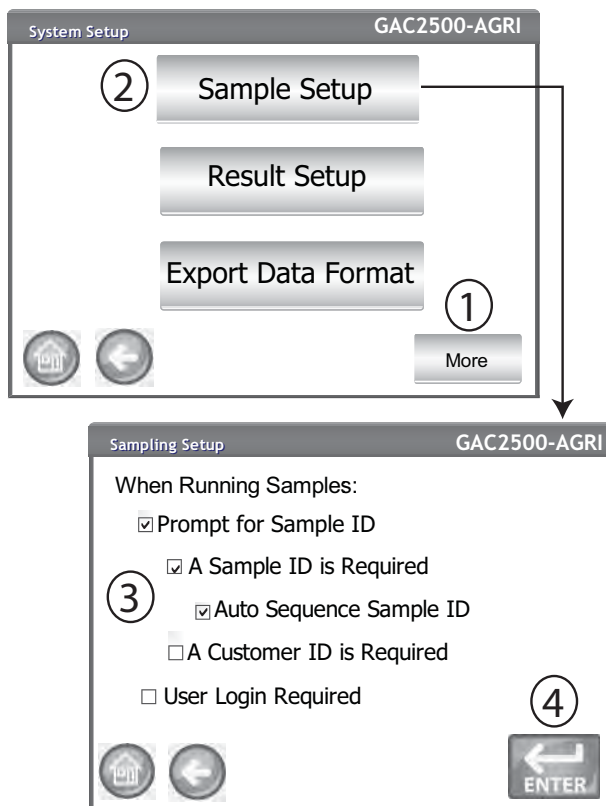 System Setup GAC2500-AGRI
2 Sample Setup
Result Setup
Export Data Format
1
More
Sampling Setup GAC2500-AGRI
When Running Samples:
Prompt for Sample ID
A Sample ID is Required
3
Auto Sequence Sample ID
A Customer ID is Required
User Login Required
4
ENTER